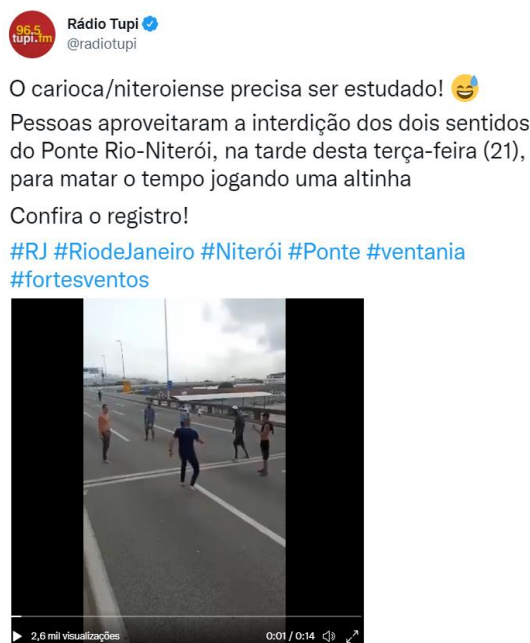 96.5
tupi.fm
Rádio Tupi
@radiotupi
O carioca/niteroiense precisa ser estudado!
Pessoas aproveitaram a interdição dos dois sentidos
do Ponte Rio-Niterói, na tarde desta terça-feira (21),
para matar o tempo jogando uma altinha
Confira o registro!
#RJ #RiodeJaneiro #Niterói #Ponte #ventania
#fortesventos
2,6 mil visualizações
0:01 / 0:14